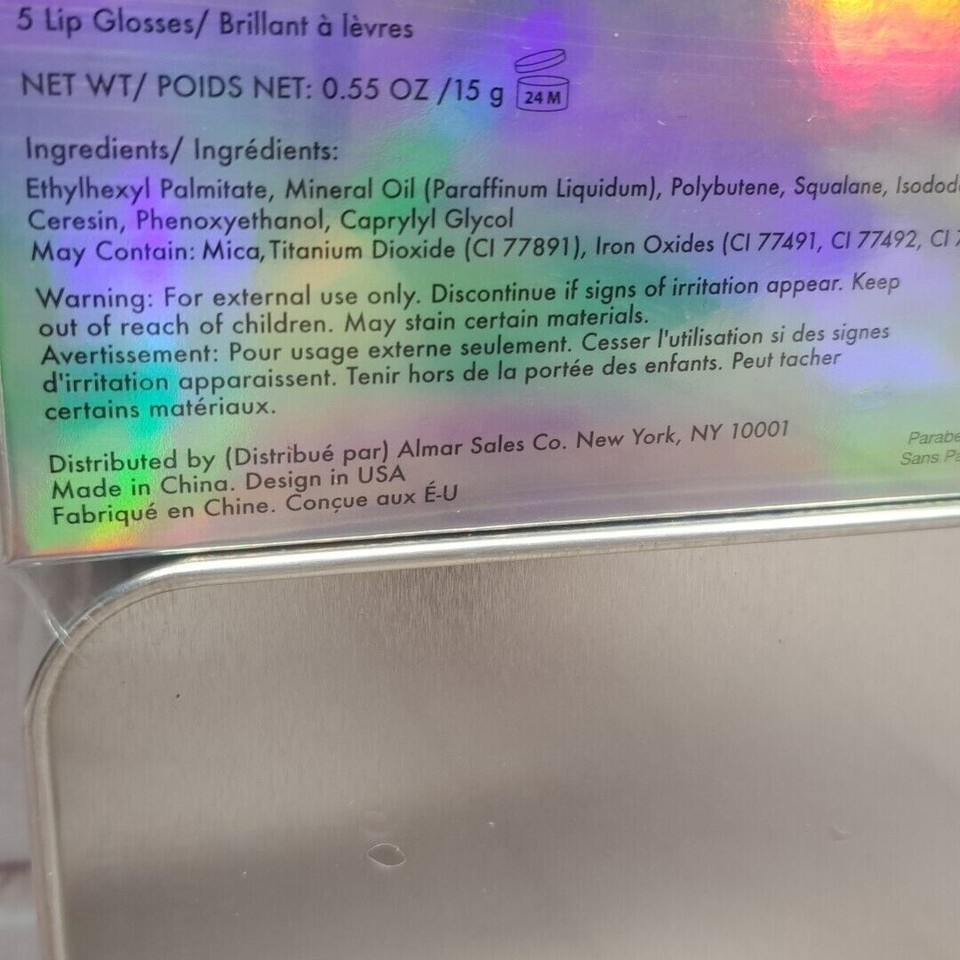 5 Lip Glosses/ Brillant à lèvres
NET WT/ POIDS NET: 0.55 OZ /15 g 24 M
Ingredients/ Ingrédients:
Ethylhexyl Palmitate, Mineral Oil (Paraffinum Liquidum), Polybutene, Squalane,
Ceresin, Phenoxyethanol, Caprylyl Glycol
May Contain: Mica, Titanium Dioxide (CI 77891), Iron Oxides (CI 77491, CI 77492, CI
Warning: For external use only. Discontinue if signs of irritation appear. Keep
out of reach of children. May stain certain materials.
Avertissement: Pour usage externe seulement. Cesser l'utilisation si des signes
d'irritation apparaissent. Tenir hors de la portée des enfants. Peut tacher
certains matériaux.
Distributed by (Distribué par) Almar Sales Co. New York, NY 10001
Made in China. Design in USA
Fabriqué en Chine. Conçue aux É-U
Sans